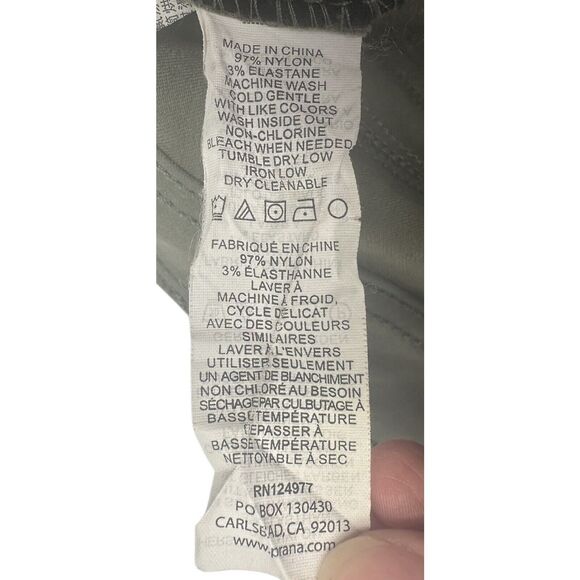 MADE IN CHINA
97% NYLON
3% ELASTANE
MACHINE WASH
COLD GENTLE
WITH LIKE COLORS
WASH INSIDE OUT
NON-CHLORINE
BLEACH WHEN NEEDED
TUMBLE DRY LOW
IRON LOW
DRY CLEANABLE
FABRIQUÉ EN CHINE
97% NYLON
3% ÉLASTHANNE
LAVER À
MACHINE À FROID,
CYCLE DÉLICAT
AVEC DES COULEURS
SIMILAIRES
LAVER À L'ENVERS
UTILISER SEULEMENT
UN AGENT DE BLANCHIMENT
NON CHLORÉ AU BESOIN
SÉCHAGE PAR CULBUTAGE À
BASSE TEMPÉRATURE
REPASSER À
BASSE TEMPÉRATURE
NETTOYABLE À SEC
RN124977
PO BOX 130430
CARLSBAD, CA 92013
www.prana.com